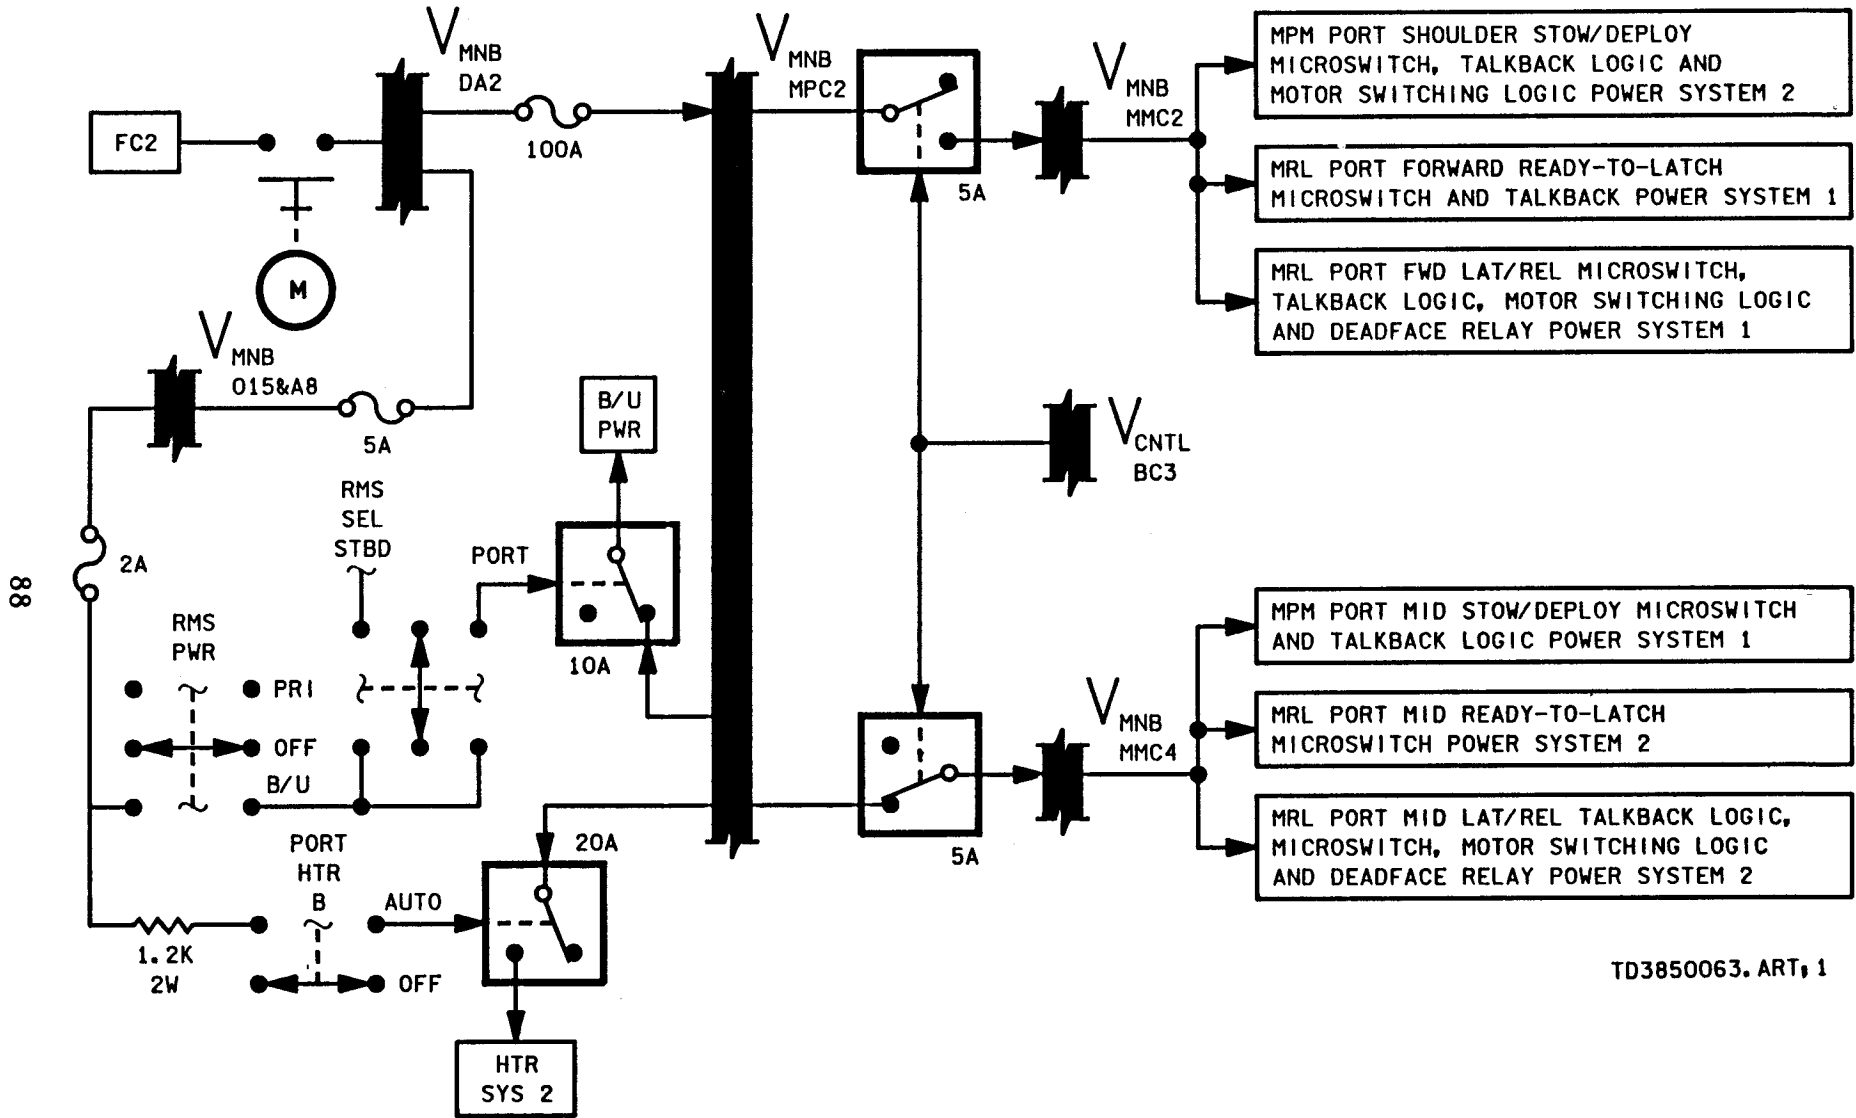 V MNB
DA2
V MNB
MPC2
V MNB
MMC2
MPM PORT SHOULDER STOW/DEPLOY
MICROSWITCH, TALKBACK LOGIC AND
MOTOR SWITCHING LOGIC POWER SYSTEM 2
FC2
100A
5A
MRL PORT FORWARD READY-TO-LATCH
MICROSWITCH AND TALKBACK POWER SYSTEM 1
M
MRL PORT FWD LAT/REL MICROSWITCH,
TALKBACK LOGIC, MOTOR SWITCHING LOGIC
AND DEADFACE RELAY POWER SYSTEM 1
V MNB
O15&A8
5A
B/U
PWR
V CNTL
BC3
RMS
SEL
STBD
2A
PORT
10A
88
RMS
PWR
PRI
OFF
B/U
MPM PORT MID STOW/DEPLOY MICROSWITCH
AND TALKBACK LOGIC POWER SYSTEM 1
V MNB
MMC4
MRL PORT MID READY-TO-LATCH
MICROSWITCH POWER SYSTEM 2
5A
MRL PORT MID LAT/REL TALKBACK LOGIC,
MICROSWITCH, MOTOR SWITCHING LOGIC
AND DEADFACE RELAY POWER SYSTEM 2
PORT
HTR
B
20A
AUTO
1.2K
2W
OFF
HTR
SYS 2
TD3850063.ART;1